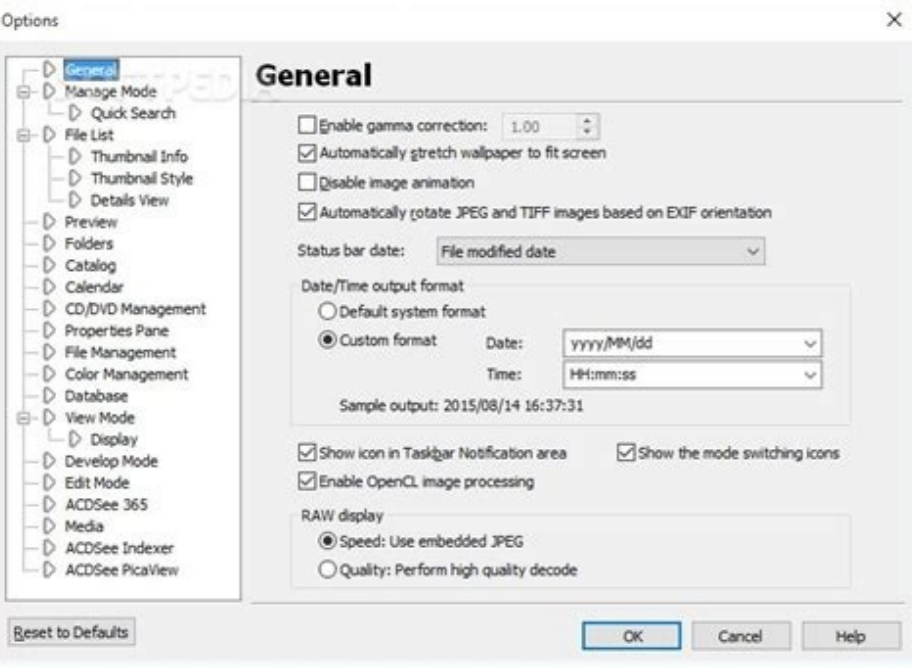 Options
General
Manage Mode
Quick Search
File List
Thumbnail Info
Thumbnail Style
Details View
Preview
Folders
Catalog
Calendar
CD/DVD Management
Properties Pane
File Management
Color Management
Database
View Mode
Display
Develop Mode
Edit Mode
ACDSee 365
Media
ACDSee Indexer
ACDSee PicaView
General
Enable gamma correction: 1.00
Automatically stretch wallpaper to fit screen
Disable image animation
Automatically rotate JPEG and TIFF images based on EXIF orientation
Status bar date: File modified date
Date/Time output format
Default system format
Custom format Date: yyyy/MM/dd
Time: HH:mm:ss
Sample output: 2015/08/14 16:37:31
Show icon in Taskbar Notification area Show the mode switching icons
Enable OpenCL image processing
RAW display
Speed: Use embedded JPEG
Quality: Perform high quality decode
Reset to Defaults OK Cancel Help